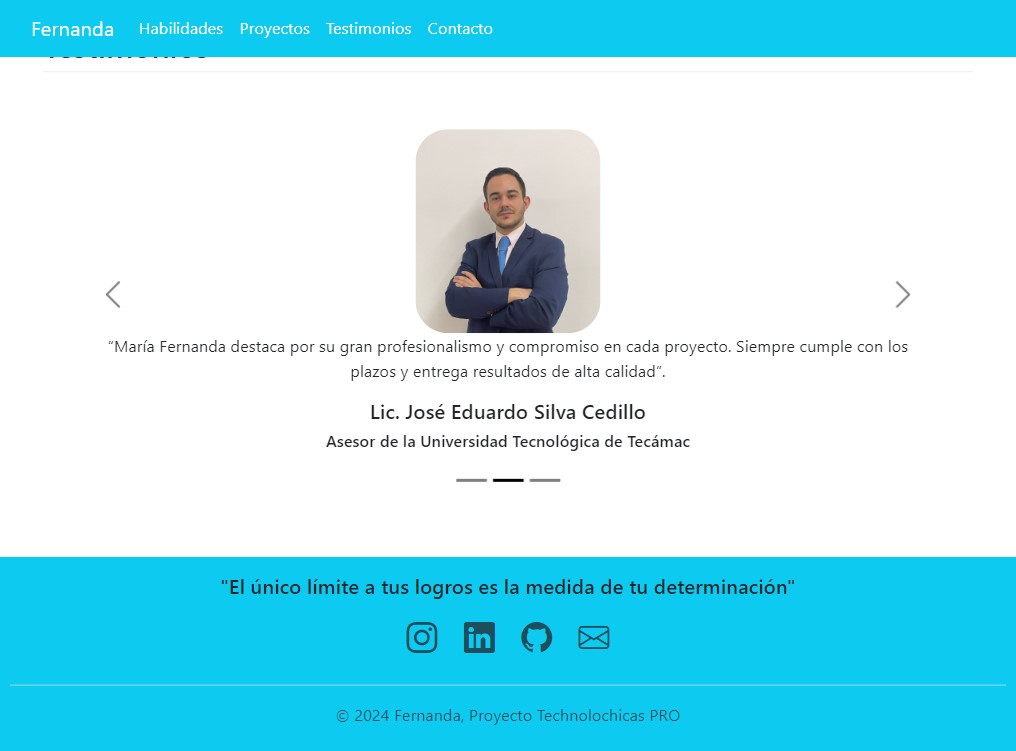 Fernanda Habilidades Proyectos Testimonios Contacto
“María Fernanda destaca por su gran profesionalismo y compromiso en cada proyecto. Siempre cumple con los
plazos y entrega resultados de alta calidad”.
Lic. José Eduardo Silva Cedillo
Asesor de la Universidad Tecnológica de Tecámac
"El único límite a tus logros es la medida de tu determinación"
© 2024 Fernanda, Proyecto Technolochicas PRO